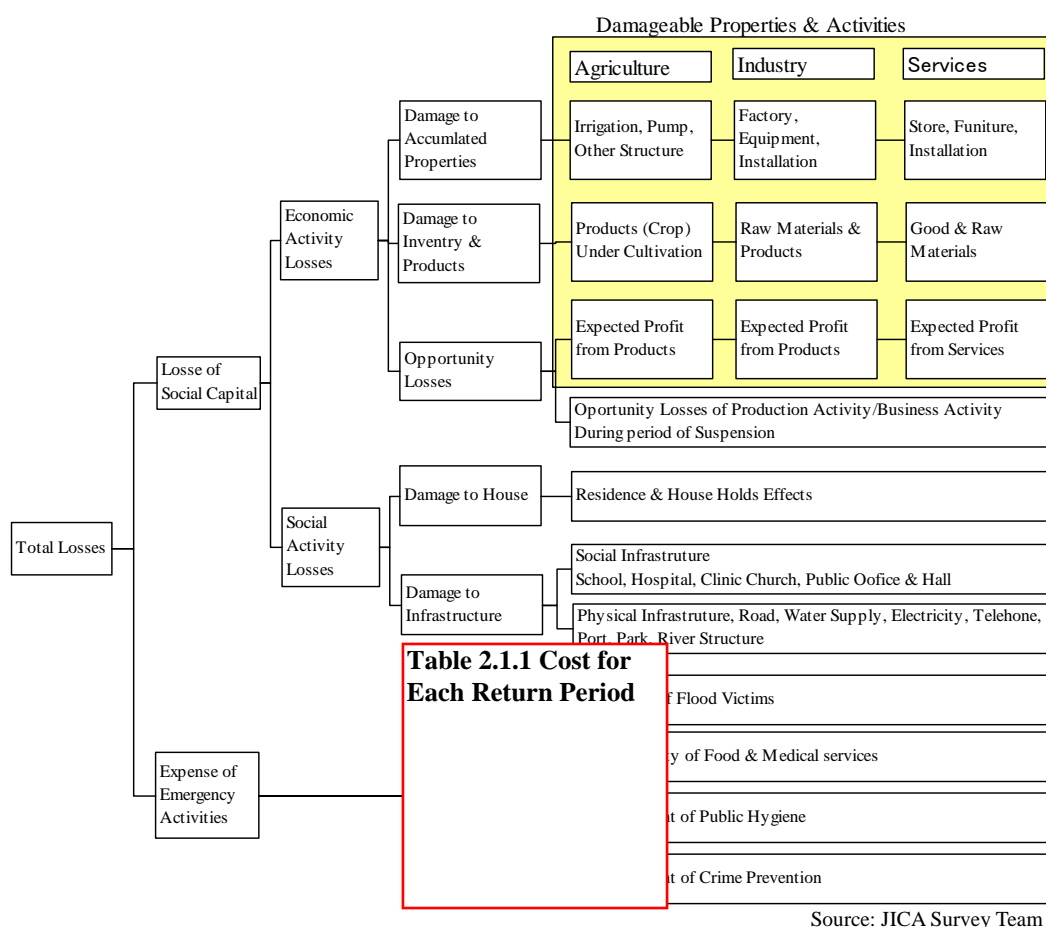 Damageable Properties & Activities
Agriculture
Industry
Services
Damage to
Accumlated
Properties
Irrigation, Pump,
Other Structure
Factory,
Equipment,
Installation
Store, Funiture,
Installation
Economic
Activity
Losses
Damage to
Inventry &
Products
Products (Crop)
Under Cultivation
Raw Materials &
Products
Good & Raw
Materials
Losse of
Social Capital
Opportunity
Losses
Expected Profit
from Products
Expected Profit
from Products
Expected Profit
from Services
Oportunity Losses of Production Activity/Business Activity
During period of Suspension
Damage to House
Residence & House Holds Effects
Total Losses
Social
Activity
Losses
Damage to
Infrastructure
Social Infrastruture
School, Hospital, Clinic Church, Public Oofice & Hall
Physical Infrastruture, Road, Water Supply, Electricity, Telehone,
Port, Park, River Structure
Table 2.1.1 Cost for
Each Return Period
Flood Victims
of Food & Medical services
Expense of
Emergency
Activities
of Public Hygiene
of Crime Prevention
Source: JICA Survey Team